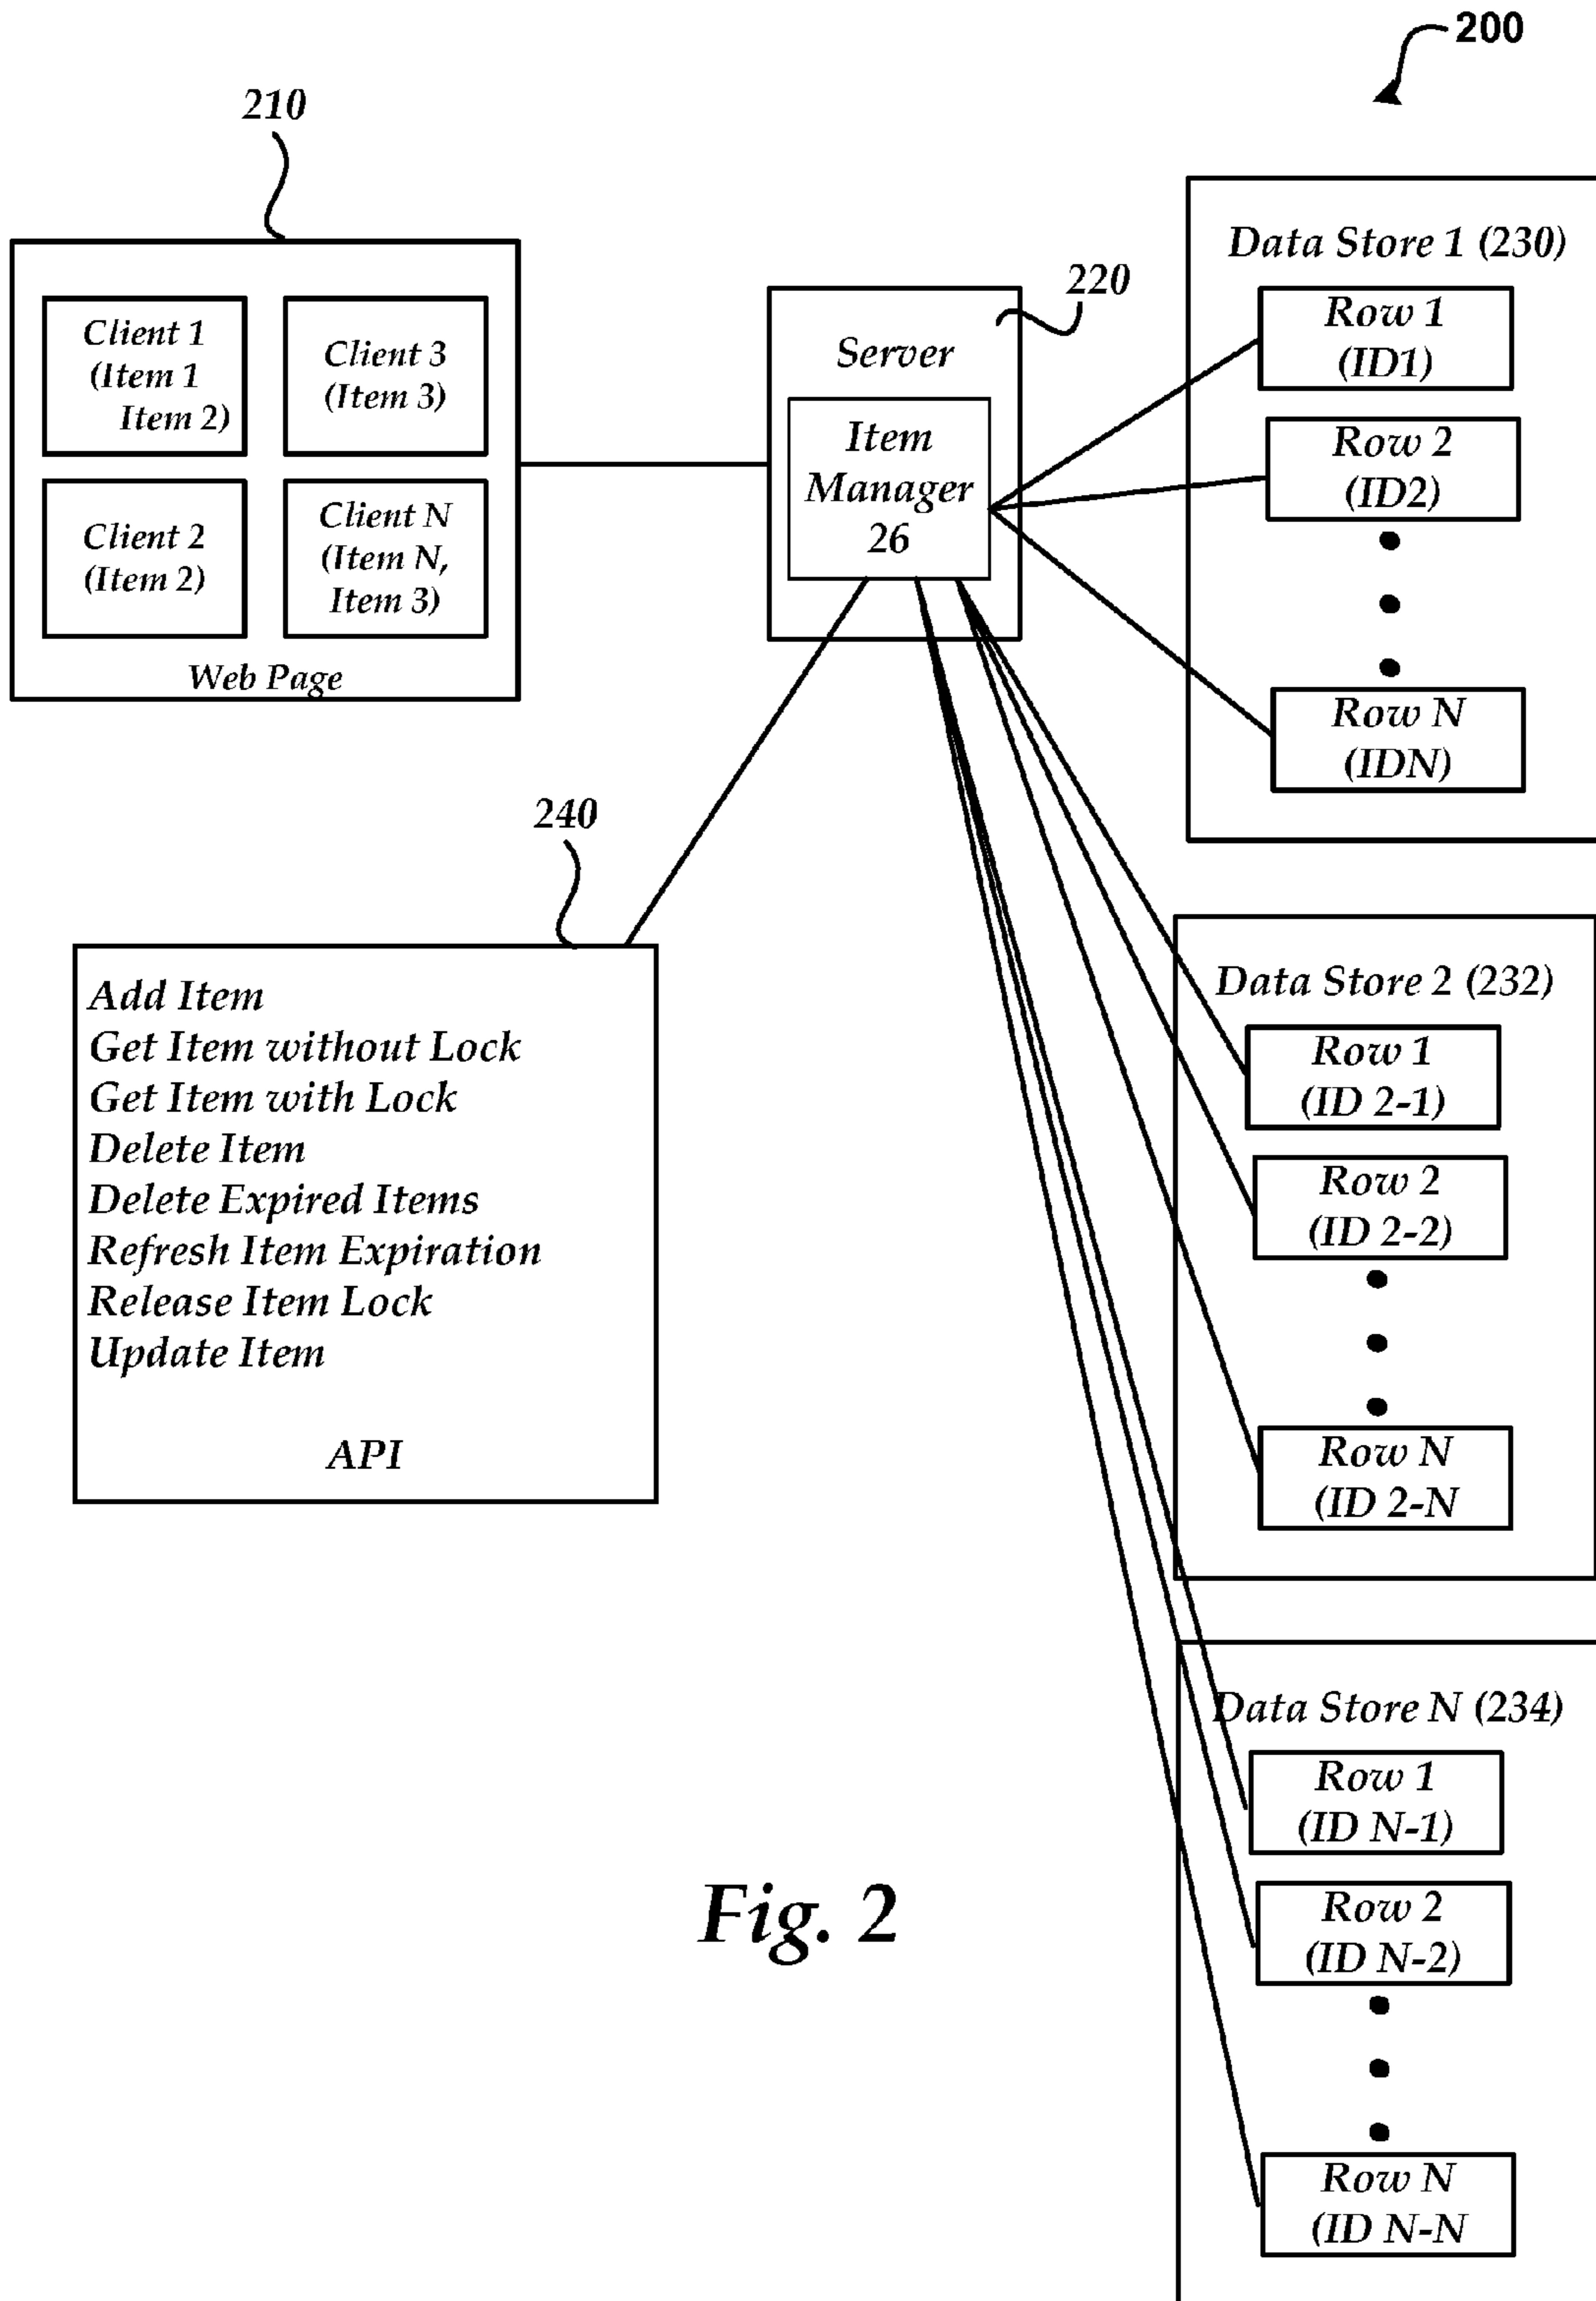 200
210
Client 1
(Item 1
Item 2)
Client 3
(Item 3)
Client 2
(Item 2)
Client N
(Item N,
Item 3)
Web Page
220
Server
Item
Manager
26
Data Store 1 (230)
Row 1
(ID1)
Row 2
(ID2)
Row N
(IDN)
240
Add Item
Get Item without Lock
Get Item with Lock
Delete Item
Delete Expired Items
Refresh Item Expiration
Release Item Lock
Update Item
API
Data Store 2 (232)
Row 1
(ID 2-1)
Row 2
(ID 2-2)
Row N
(ID 2-N
Data Store N (234)
Row 1
(ID N-1)
Row 2
(ID N-2)
Row N
(ID N-N
Fig. 2